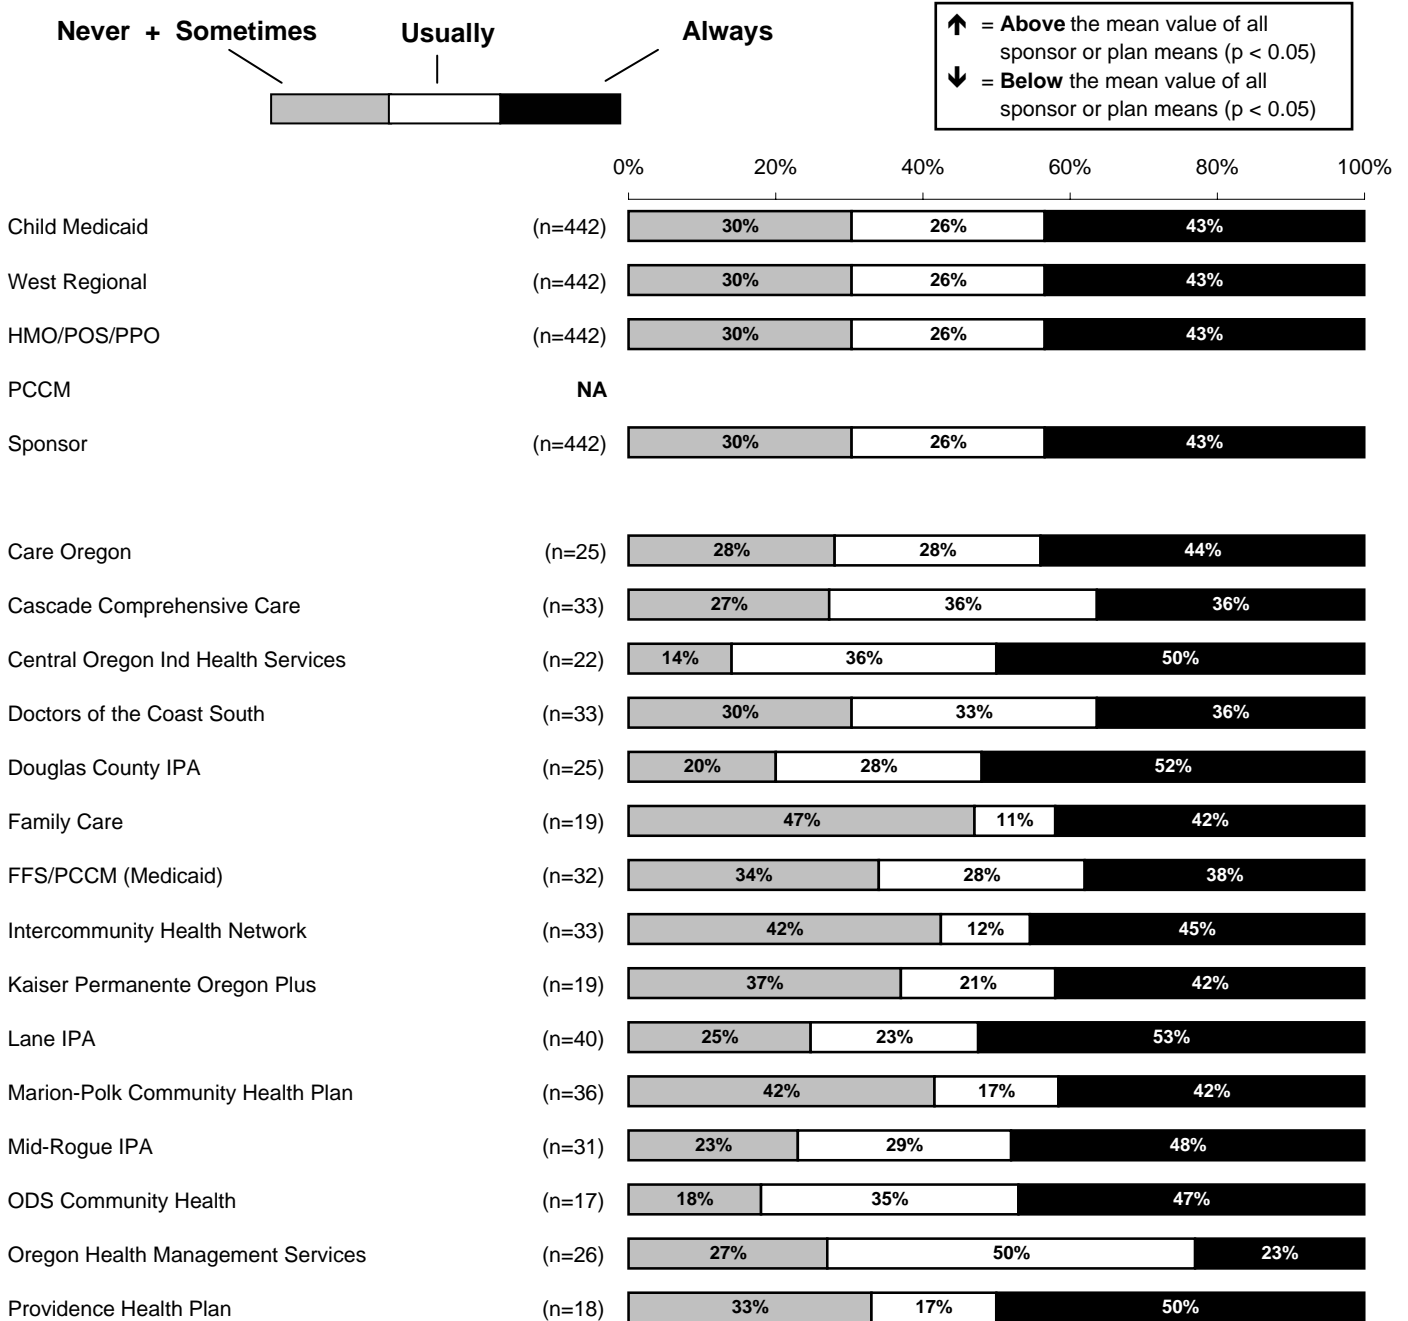 Never + Sometimes Usually Always
↑ = Above the mean value of all
sponsor or plan means (p < 0.05)
↓ = Below the mean value of all
sponsor or plan means (p < 0.05)
0% 20% 40% 60% 80% 100%
Child Medicaid (n=442) 30% 26% 43%
West Regional (n=442) 30% 26% 43%
HMO/POS/PPO (n=442) 30% 26% 43%
PCCM NA
Sponsor (n=442) 30% 26% 43%
Care Oregon (n=25) 28% 28% 44%
Cascade Comprehensive Care (n=33) 27% 36% 36%
Central Oregon Ind Health Services (n=22) 14% 36% 50%
Doctors of the Coast South (n=33) 30% 33% 36%
Douglas County IPA (n=25) 20% 28% 52%
Family Care (n=19) 47% 11% 42%
FFS/PCCM (Medicaid) (n=32) 34% 28% 38%
Intercommunity Health Network (n=33) 42% 12% 45%
Kaiser Permanente Oregon Plus (n=19) 37% 21% 42%
Lane IPA (n=40) 25% 23% 53%
Marion-Polk Community Health Plan (n=36) 42% 17% 42%
Mid-Rogue IPA (n=31) 23% 29% 48%
ODS Community Health (n=17) 18% 35% 47%
Oregon Health Management Services (n=26) 27% 50% 23%
Providence Health Plan (n=18) 33% 17% 50%